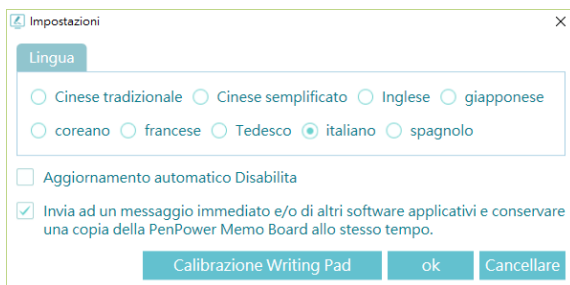 Impostazioni
Lingua
Cinese tradizionale Cinese semplificato Inglese giapponese
coreano francese Tedesco italiano spagnolo
Aggiornamento automatico Disabilita
Invia ad un messaggio immediato e/o di altri software applicativi e conservare
una copia della PenPower Memo Board allo stesso tempo.
Calibrazione Writing Pad ok Cancellare